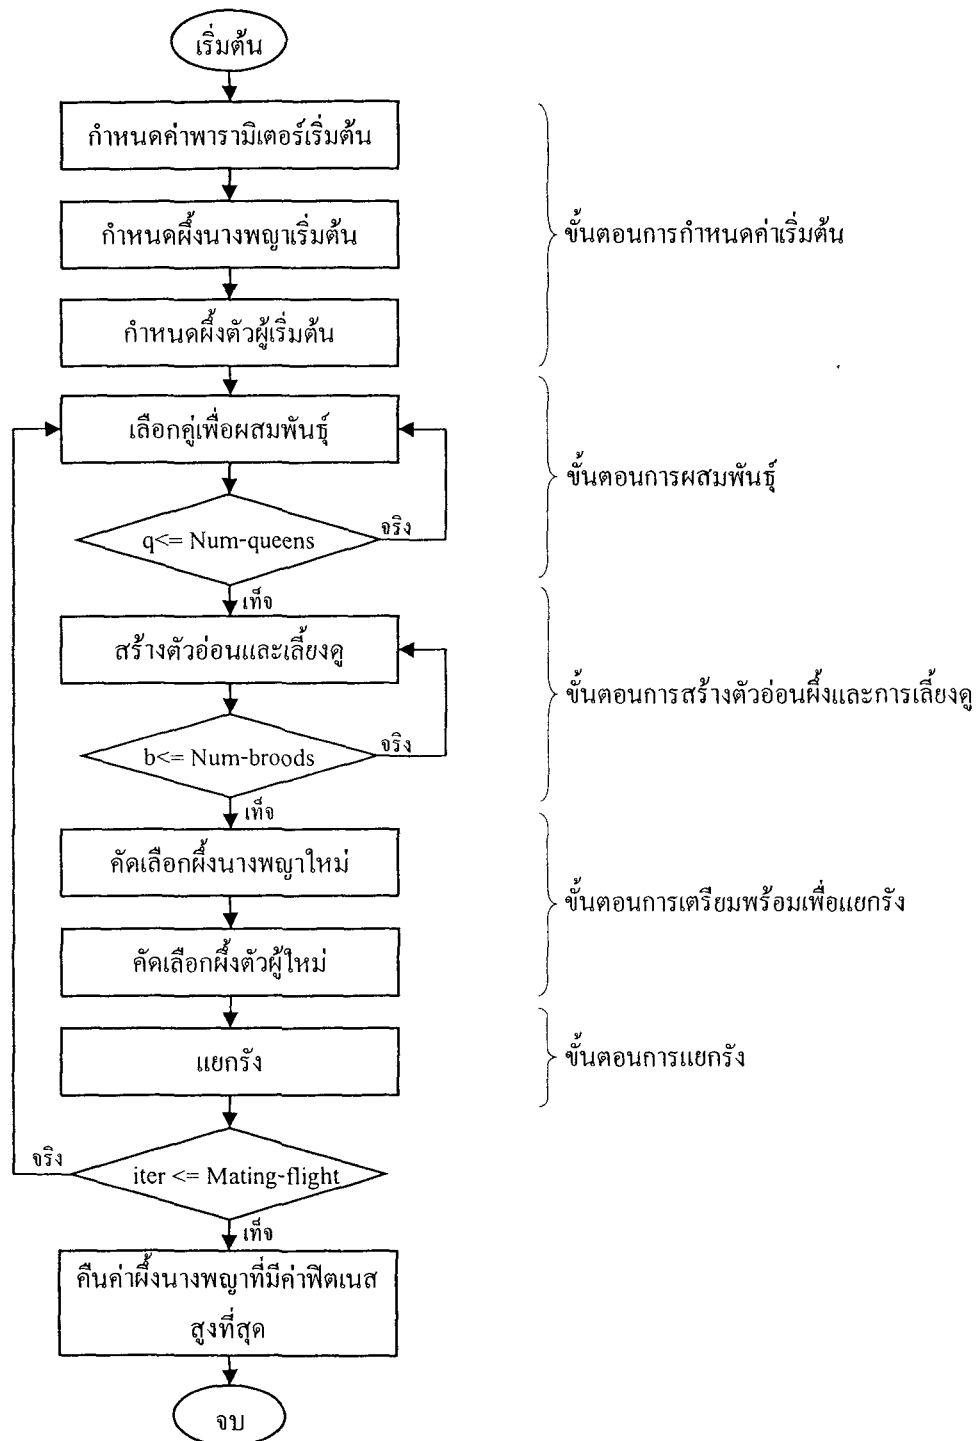 เริ่มต้น
กำหนดค่าพารามิเตอร์เริ่มต้น
กำหนดผึ้งนางพญาเริ่มต้น
ขั้นตอนการกำหนดค่าเริ่มต้น
กำหนดผึ้งตัวผู้เริ่มต้น
เลือกคู่เพื่อผสมพันธุ์
ขั้นตอนการผสมพันธุ์
q<= Num-queens
จริง
เท็จ
สร้างตัวอ่อนและเลี้ยงดู
ขั้นตอนการสร้างตัวอ่อนผึ้งและการเลี้ยงดู
b<= Num-broods
จริง
เท็จ
คัดเลือกผึ้งนางพญาใหม่
ขั้นตอนการเตรียมพร้อมเพื่อแยกรัง
คัดเลือกผึ้งตัวผู้ใหม่
แยกรัง
ขั้นตอนการแยกรัง
จริง
iter <= Mating-flight
เท็จ
คืนค่าผึ้งนางพญาที่มีค่าฟิตเนส
สูงที่สุด
จบ